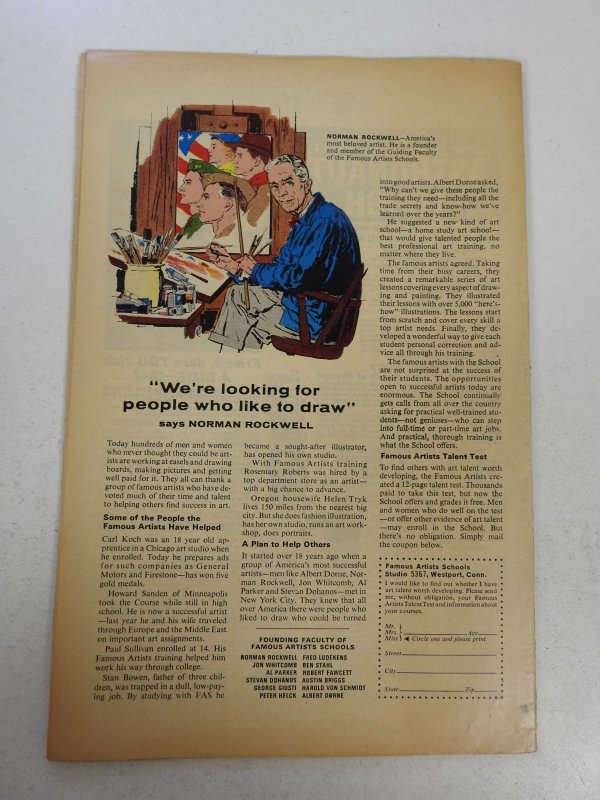 NORMAN ROCKWELL—America's
most beloved artist. He is a founder
and member of the Guiding Faculty
of the Famous Artists Schools.
"We're looking for
people who like to draw"
says NORMAN ROCKWELL
Today hundreds of men and women
who never thought they could be art-
ists are working at easels and drawing
boards, making pictures and getting
well paid for it. They all can thank a
group of famous artists who have de-
voted much of their time and talent
to helping others find success in art.
Some of the People the
Famous Artists Have Helped
Carl Koch was an 18 year old ap-
prentice in a Chicago art studio when
he enrolled. Today he prepares ads
for such companies as General
Motors and Firestone—has won five
gold medals.
Howard Sanden of Minneapolis
took the Course while still in high
school. He is now a successful artist
—last year he and his wife traveled
through Europe and the Middle East
on important art assignments.
Paul Sullivan enrolled at 14. His
Famous Artists training helped him
work his way through college.
Stan Bowen, father of three chil-
dren, was trapped in a dull, low-pay-
ing job. By studying with FAS he
became a sought-after illustrator,
has opened his own studio.
With Famous Artists training
Rosemary Roberts was hired by a
top department store as an artist—
with a big chance to advance.
Oregon housewife Helen Tryk
lives 150 miles from the nearest big
city. But she does fashion illustration,
has her own studio, runs an art work-
shop, does portraits.
A Plan to Help Others
It started over 18 years ago when a
group of America's most successful
artists—men like Albert Dorne, Nor-
man Rockwell, Jon Whitcomb, Al
Parker and Stevan Dohanos—met in
New York City. They knew that all
over America there were people who
liked to draw who could be turned
FOUNDING FACULTY OF
FAMOUS ARTISTS SCHOOLS
NORMAN ROCKWELL FRED LUDEKENS
JON WHITCOMB BEN STAHL
AL PARKER ROBERT FAWCETT
STEVAN DOHANOS AUSTIN BRIGGS
GEORGE GIUSTI HAROLD VON SCHMIDT
PETER HELCK ALBERT DORNE
into good artists. Albert Dorne asked,
"Why can't we give these people the
training they need—including all the
trade secrets and know-how we've
learned over the years?"
He suggested a new kind of art
school—a home study art school—
that would give talented people the
best professional art training, no
matter where they live.
The famous artists agreed. Taking
time from their busy careers, they
created a remarkable series of art
lessons covering every aspect of draw-
ing and painting. They illustrated
their lessons with over 5,000 "here's-
how" illustrations. The lessons start
from scratch and cover every skill a
top artist needs. Finally, they de-
veloped a wonderful way to give each
student personal correction and ad-
vice all through his training.
The famous artists with the School
are not surprised at the success of
their students. The opportunities
open to successful artists today are
enormous. The School continually
gets calls from all over the country
asking for practical well-trained stu-
dents—not geniuses—who can step
into full-time or part-time art jobs.
And practical, thorough training is
what the School offers.
Famous Artists Talent Test
To find others with art talent worth
developing, the Famous Artists cre-
ated a 12-page talent test. Thousands
paid to take this test, but now the
School offers and grades it free. Men
and women who do well on the test
—or offer other evidence of art talent
—may enroll in the School. But
there's no obligation. Simply mail
the coupon below.
Famous Artists Schools
Studio 5367, Westport, Conn.
I would like to find out whether I have
art talent worth developing. Please send
me, without obligation, your Famous
Artists Talent Test and information about
your courses.
Mr.
Mrs. Age
Miss Circle one and please print
Street
City
State Zip